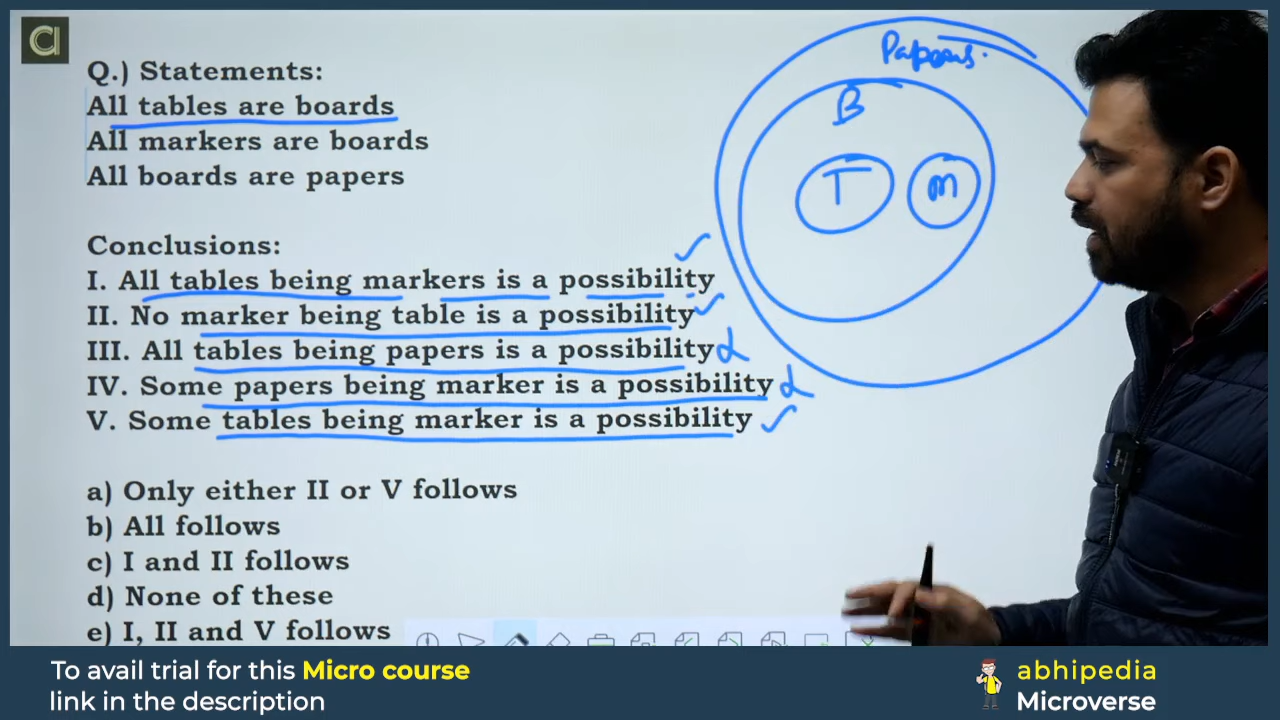 Q.) Statements:
All tables are boards
All markers are boards
All boards are papers
Conclusions:
I. All tables being markers is a possibility
II. No marker being table is a possibility
III. All tables being papers is a possibility
IV. Some papers being marker is a possibility
V. Some tables being marker is a possibility
a) Only either II or V follows
b) All follows
c) I and II follows
d) None of these
e) I, II and V follows
Papers.
B
T
m
To avail trial for this Micro course
link in the description
abhipedia
Microverse